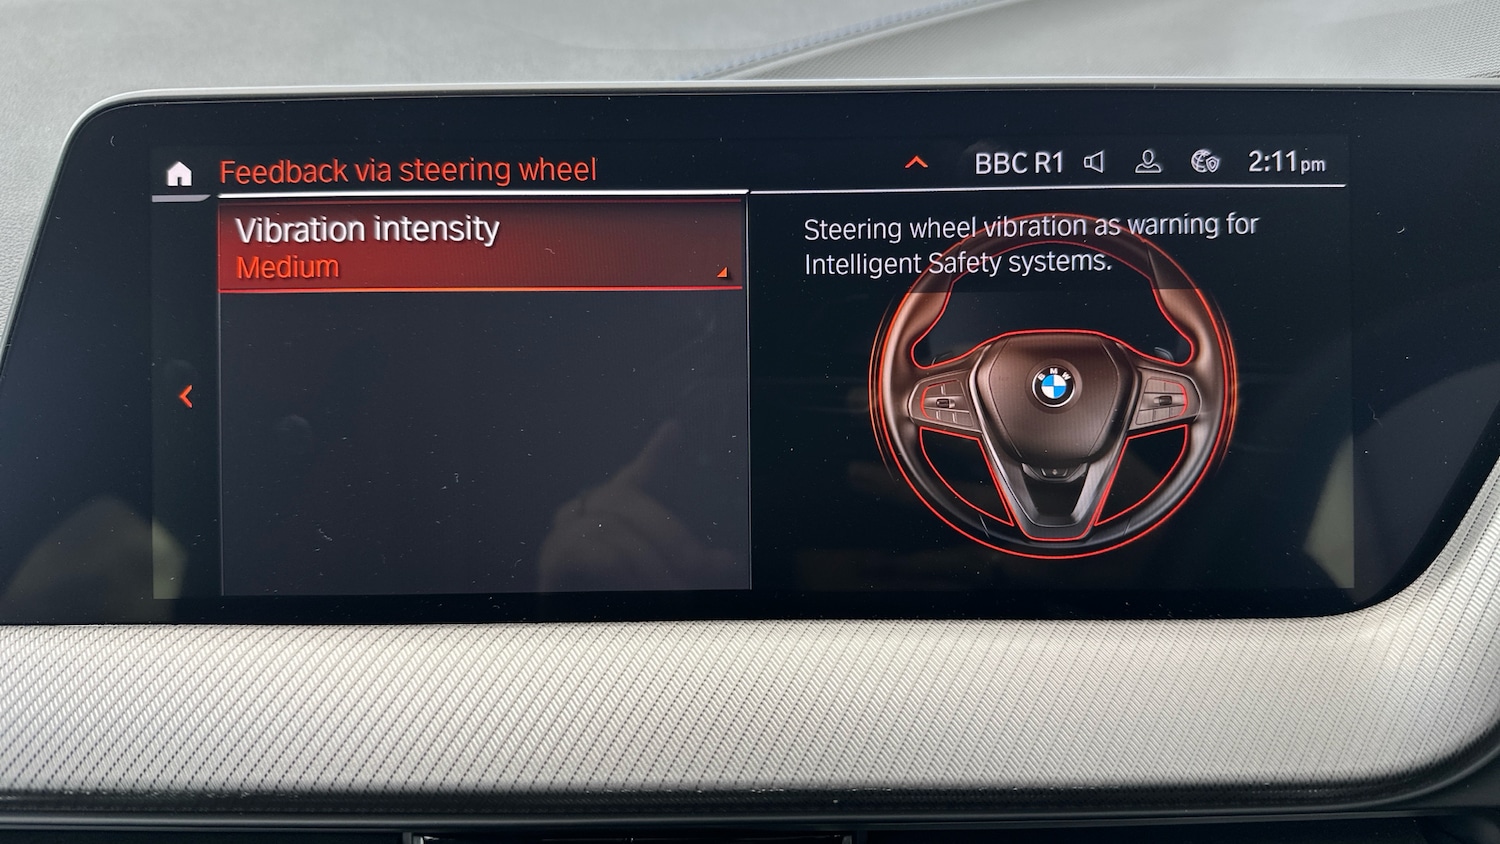 Feedback via steering wheel
BBC R1
2:11pm
Vibration intensity
Medium
Steering wheel vibration as warning for
Intelligent Safety systems.
BMW